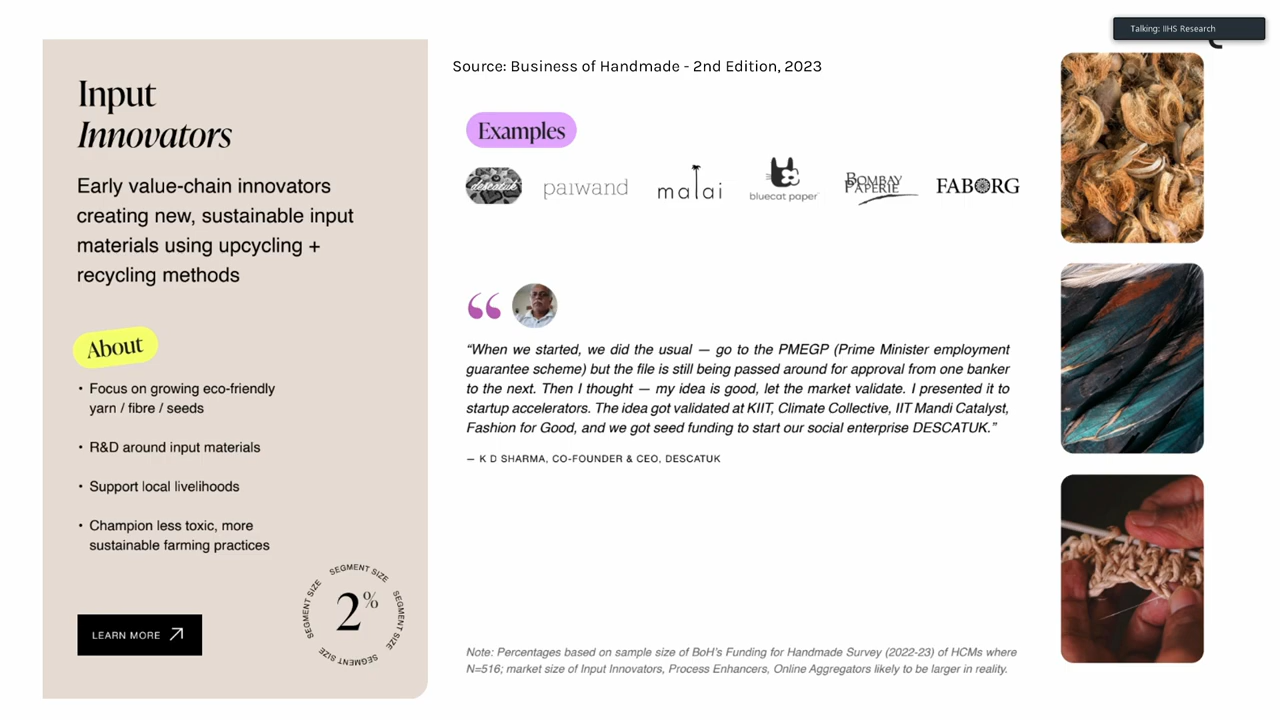 Talking: IIHS Research
Input
Innovators
Early value-chain innovators
creating new, sustainable input
materials using upcycling +
recycling methods
About
• Focus on growing eco-friendly
yarn / fibre / seeds
• R&D around input materials
• Support local livelihoods
• Champion less toxic, more
sustainable farming practices
LEARN MORE
SEGMENT SIZE SEGMENT SIZE SEGMENT SIZE SEGMENT SIZE
2%
Source: Business of Handmade - 2nd Edition, 2023
Examples
descatuk paiwand malai bluecat paper BOMBAY PAPERIE FABORG
“When we started, we did the usual — go to the PMEGP (Prime Minister employment
guarantee scheme) but the file is still being passed around for approval from one banker
to the next. Then I thought — my idea is good, let the market validate. I presented it to
startup accelerators. The idea got validated at KIIT, Climate Collective, IIT Mandi Catalyst,
Fashion for Good, and we got seed funding to start our social enterprise DESCATUK.”
— K D SHARMA, CO-FOUNDER & CEO, DESCATUK
Note: Percentages based on sample size of BoH's Funding for Handmade Survey (2022-23) of HCMs where
N=516; market size of Input Innovators, Process Enhancers, Online Aggregators likely to be larger in reality.